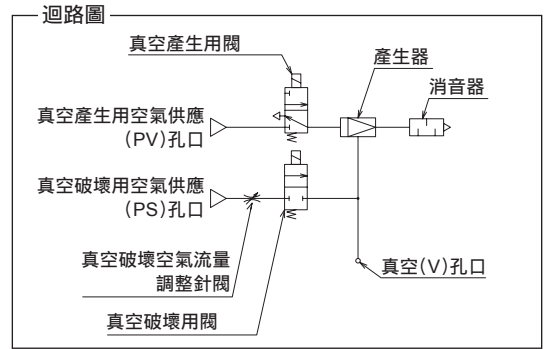 迴路圖
真空產生用閥
產生器
消音器
真空產生用空氣供應
(PV)孔口
真空破壞用空氣供應
(PS)孔口
真空破壞空氣流量
調整針閥
真空(V)孔口
真空破壞用閥